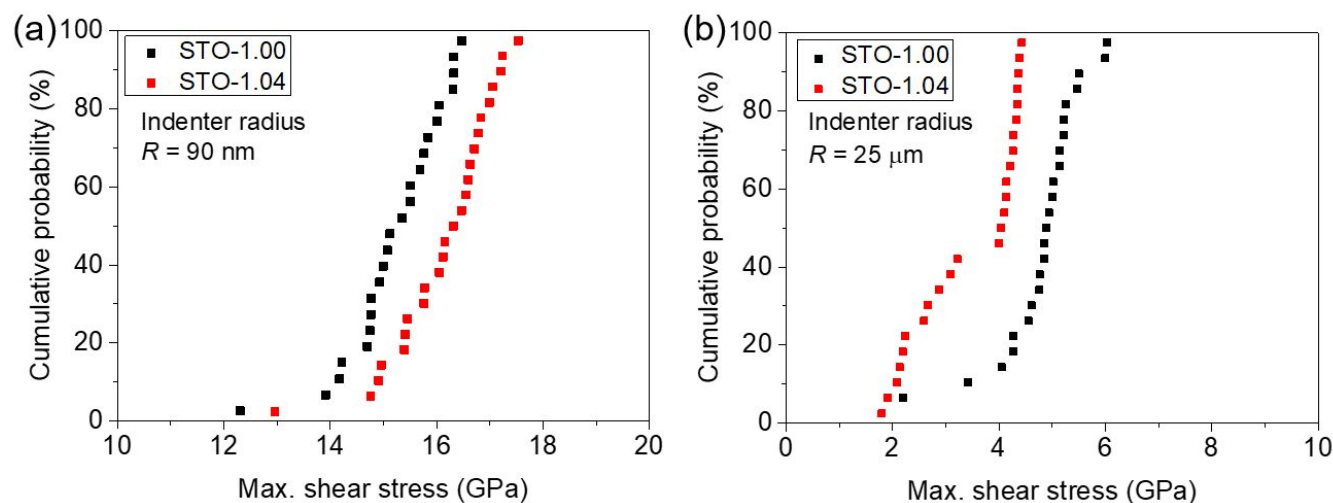 (a)
100
80
60
40
20
0
Cumulative probability (%)
STO-1.00
STO-1.04
Indenter radius
R = 90 nm
10 12 14 16 18 20
Max. shear stress (GPa)
(b)
100
80
60
40
20
0
Cumulative probability (%)
STO-1.00
STO-1.04
Indenter radius
R = 25 μm
0 2 4 6 8 10
Max. shear stress (GPa)